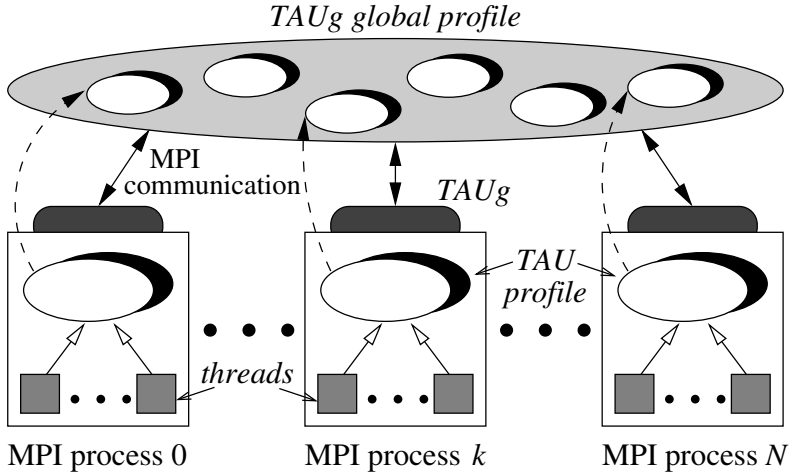 TAUg global profile
MPI
communication
TAUg
TAU
profile
threads
MPI process 0
MPI process k
MPI process N